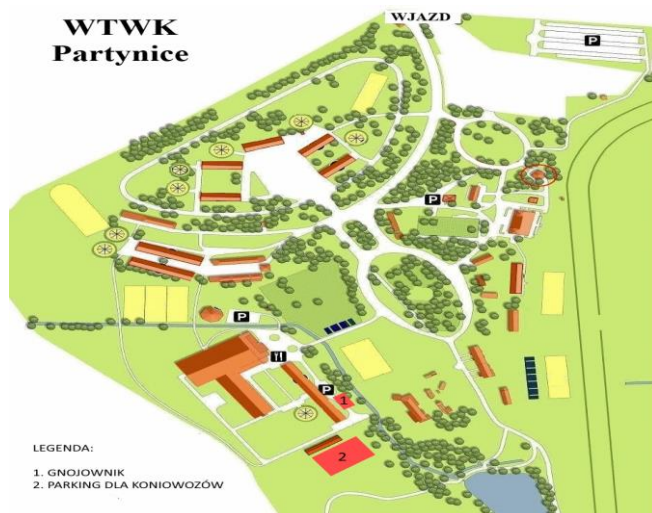 WTWK
Partynice
WJAZD
P
P
P
P
1
2
LEGENDA:
1. GNOJOWNIK
2. PARKING DLA KONIOWOZÓW